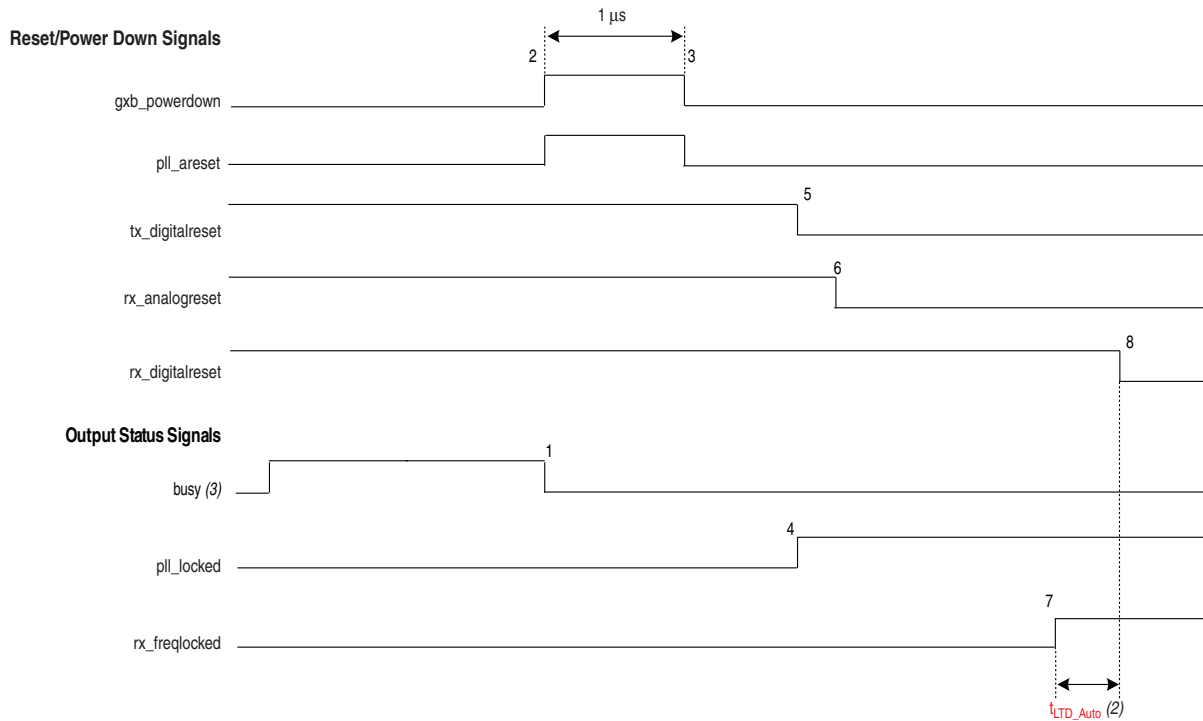 1 μs
Reset/Power Down Signals
2
3
gxb_powerdown
pll_areset
5
tx_digitalreset
6
rx_analogreset
8
rx_digitalreset
Output Status Signals
1
busy (3)
4
pll_locked
7
rx_freqlocked
tLTD_Auto (2)